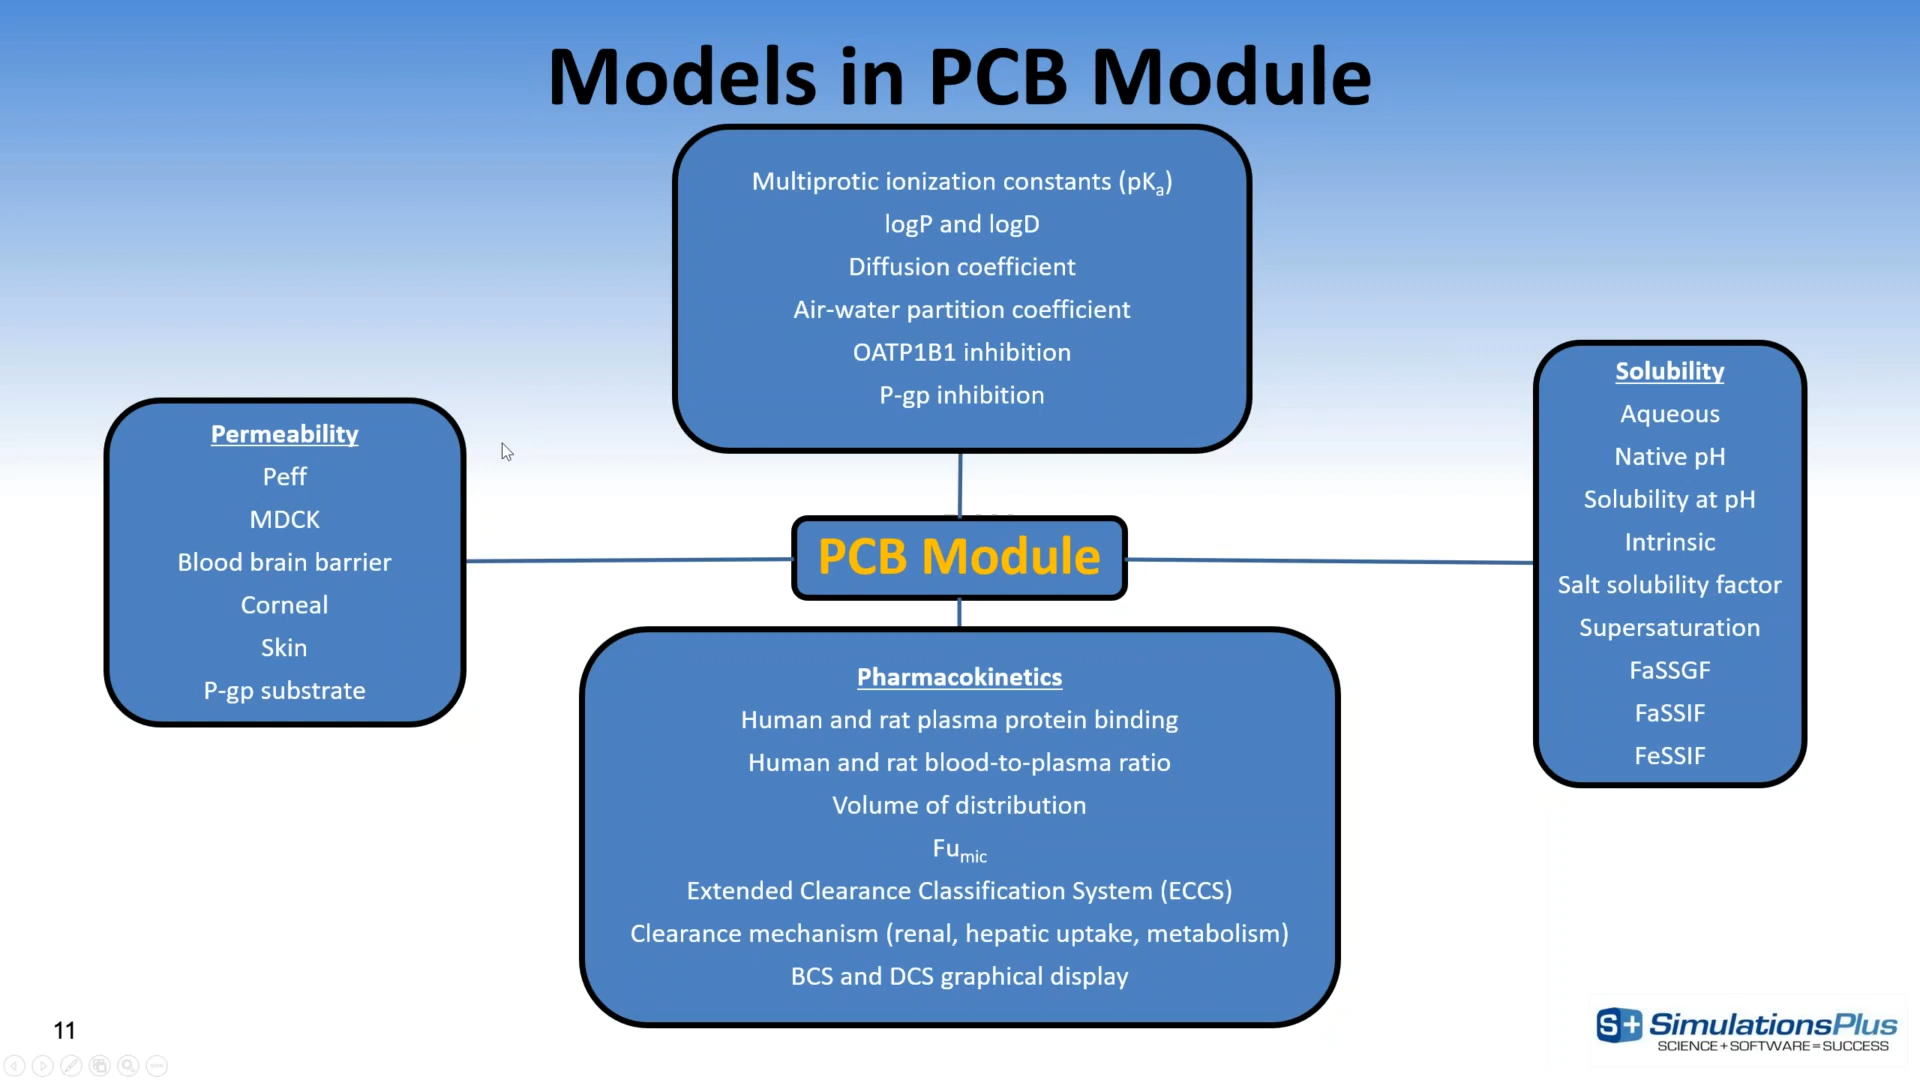 Models in PCB Module
Multiprotic ionization constants (pKa)
logP and logD
Diffusion coefficient
Air-water partition coefficient
OATP1B1 inhibition
P-gp inhibition
Permeability
Peff
MDCK
Blood brain barrier
Corneal
Skin
P-gp substrate
PCB Module
Solubility
Aqueous
Native pH
Solubility at pH
Intrinsic
Salt solubility factor
Supersaturation
FaSSGF
FaSSIF
FeSSIF
Pharmacokinetics
Human and rat plasma protein binding
Human and rat blood-to-plasma ratio
Volume of distribution
Fumic
Extended Clearance Classification System (ECCS)
Clearance mechanism (renal, hepatic uptake, metabolism)
BCS and DCS graphical display
11
S+ SimulationsPlus
SCIENCE+SOFTWARE=SUCCESS